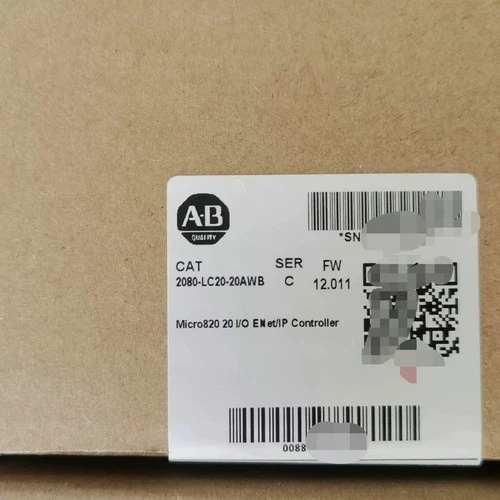 A·B
QUALITY
*SN
CAT SER FW
2080-LC20-20AWB C 12.011
Micro820 20 I/O ENet/IP Controller
0088